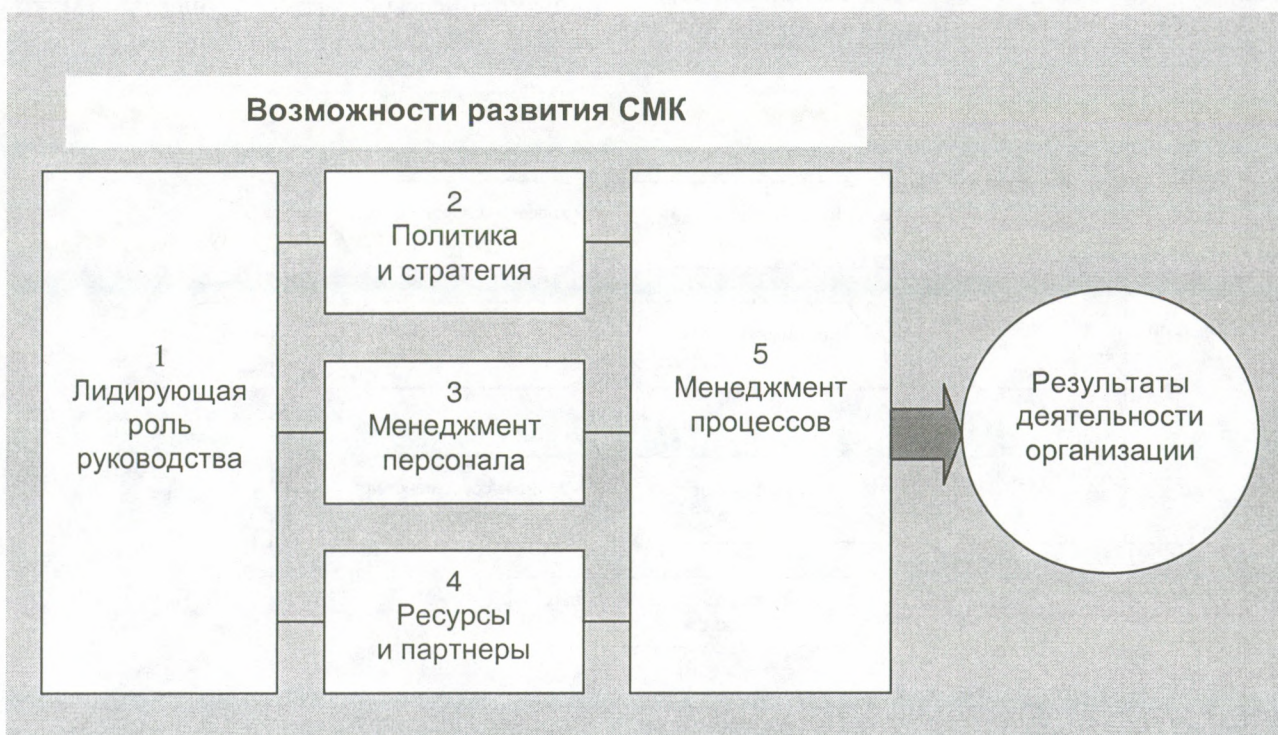 Возможности развития СМК
1
Лидирующая
роль
руководства
2
Политика
и стратегия
3
Менеджмент
персонала
4
Ресурсы
и партнеры
5
Менеджмент
процессов
Результаты
деятельности
организации